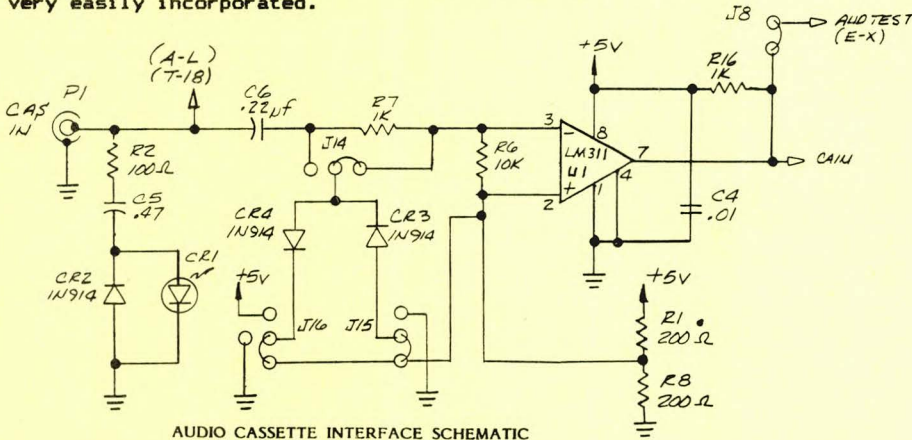 very easily incorporated.
J8
AUDTEST
(E-X)
+5V
R16
1K
(A-L)
(T-18)
P1
CAS
IN
C6
.22µf
R7
1K
J14
R2
100Ω
C5
.47
R6
10K
3
-
8
LM311
U1
7
CAIN
+
2
1
4
C4
.01
CR4
1N914
CR3
1N914
CR2
1N914
CR1
+5V
J16
J15
+5V
R1
200Ω
R8
200Ω
AUDIO CASSETTE INTERFACE SCHEMATIC